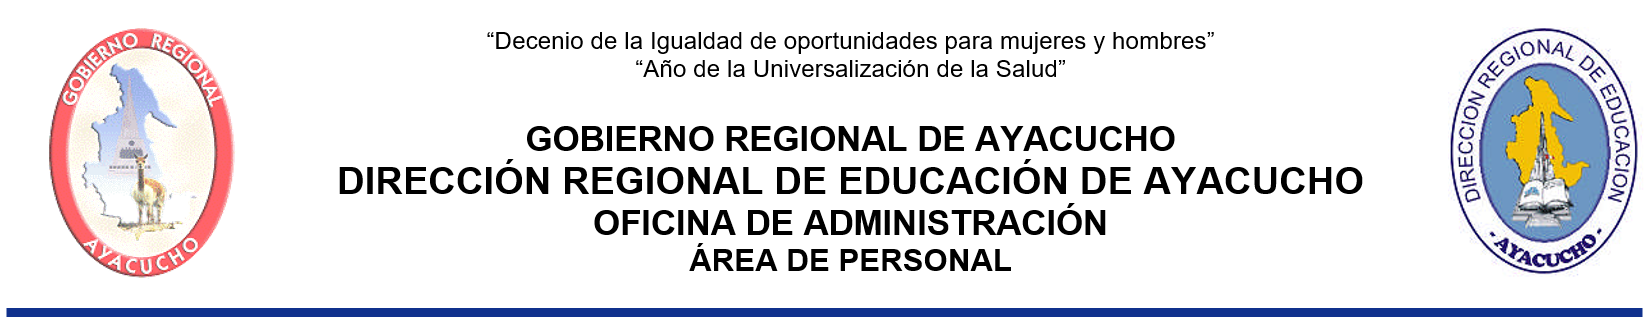 GOBIERNO REGIONAL
AYACUCHO
“Decenio de la Igualdad de oportunidades para mujeres y hombres”
“Año de la Universalización de la Salud”
GOBIERNO REGIONAL DE AYACUCHO
DIRECCIÓN REGIONAL DE EDUCACIÓN DE AYACUCHO
OFICINA DE ADMINISTRACIÓN
ÁREA DE PERSONAL
DIRECCION REGIONAL DE EDUCACION
- AYACUCHO -